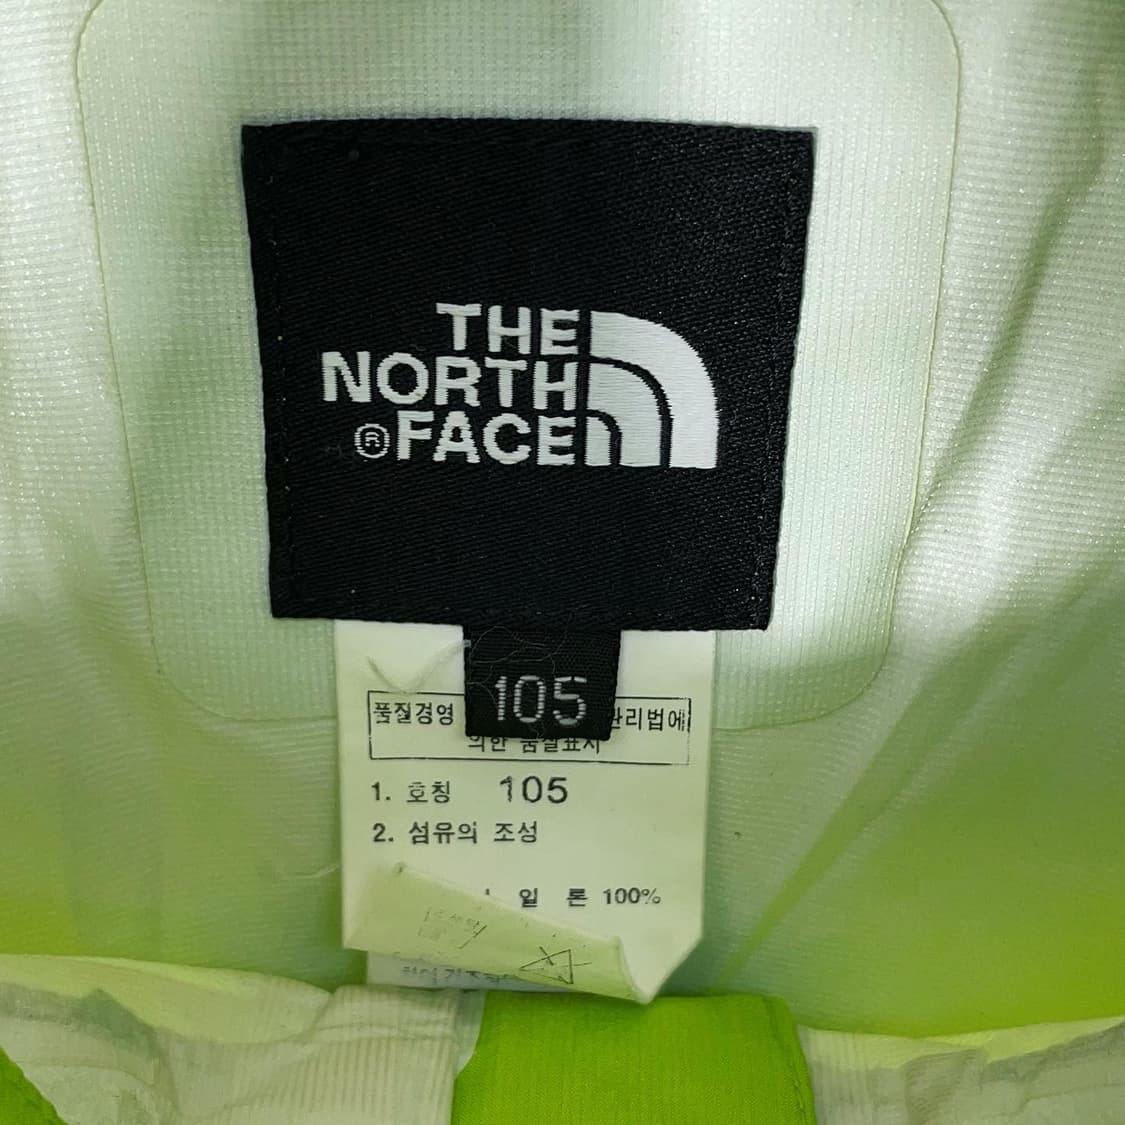 THE
NORTH
®FACE
105
품질경영 관리법에
의한 품질표시
1. 호칭 105
2. 섬유의 조성
일 론 100%